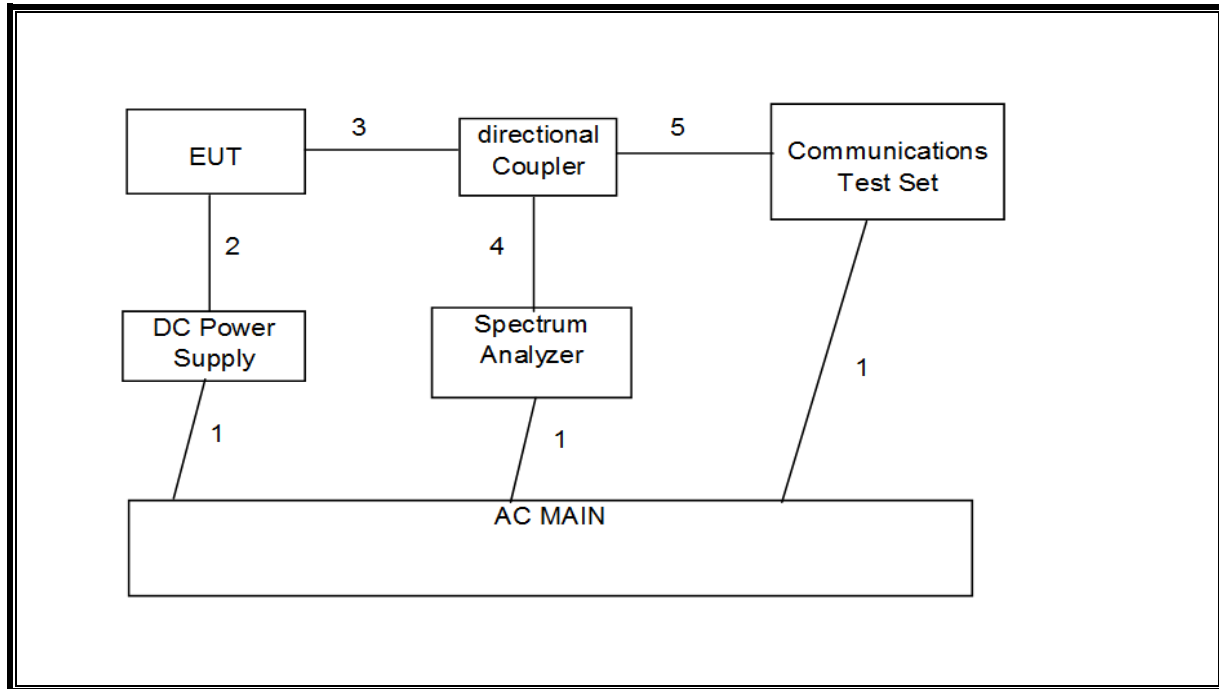 EUT
3
directional
Coupler
5
Communications
Test Set
2
4
DC Power
Supply
Spectrum
Analyzer
1
1
1
AC MAIN